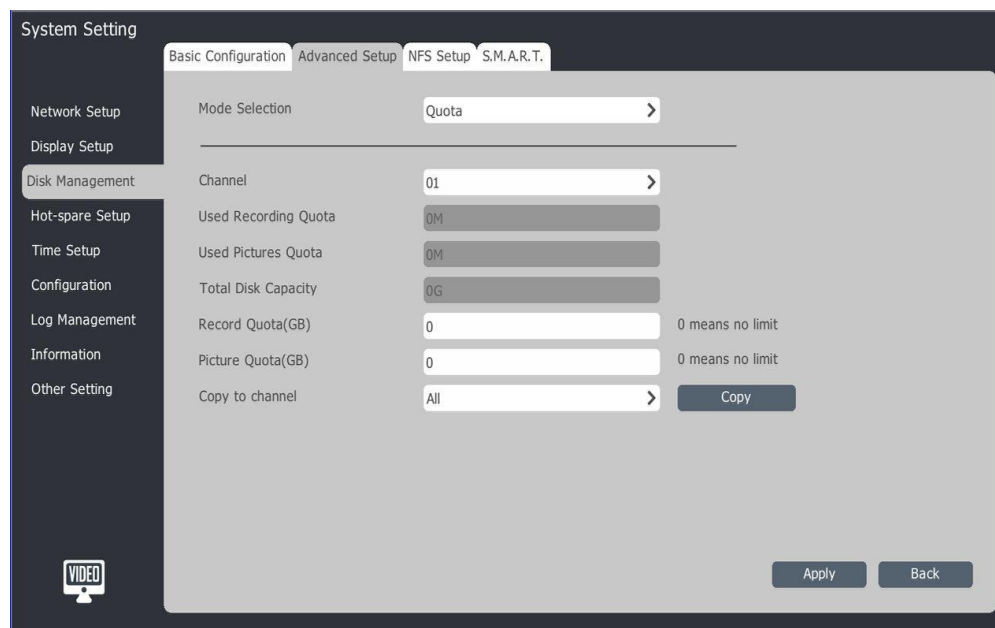 System Setting
Basic Configuration Advanced Setup NFS Setup S.M.A.R.T.
Network Setup
Display Setup
Disk Management
Hot-spare Setup
Time Setup
Configuration
Log Management
Information
Other Setting
VIDEO
Mode Selection Quota
Channel 01
Used Recording Quota 0M
Used Pictures Quota 0M
Total Disk Capacity 0G
Record Quota(GB) 0 0 means no limit
Picture Quota(GB) 0 0 means no limit
Copy to channel All Copy
Apply Back